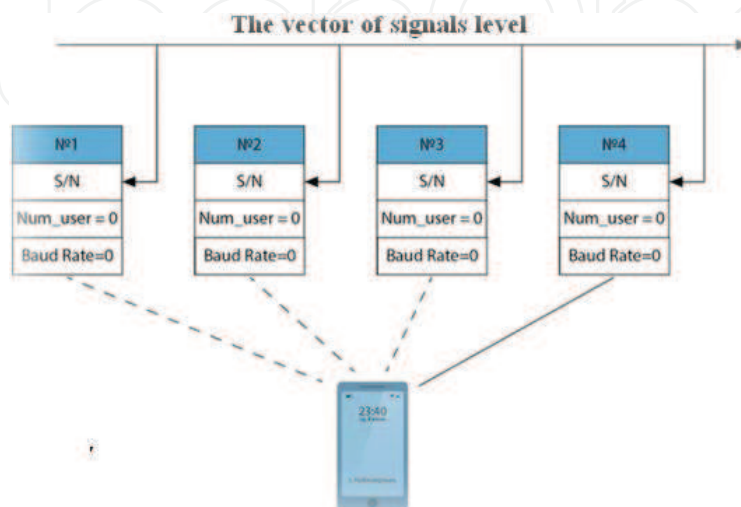 The vector of signals level
№1 №2 №3 №4
S/N S/N S/N S/N
Num_user = 0 Num_user = 0 Num_user = 0 Num_user = 0
Baud Rate=0 Baud Rate=0 Baud Rate=0 Baud Rate=0
23:40